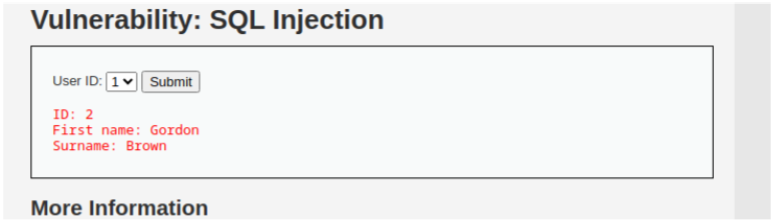 Vulnerability: SQL Injection
User ID: 1 Submit
ID: 2
First name: Gordon
Surname: Brown
More Information